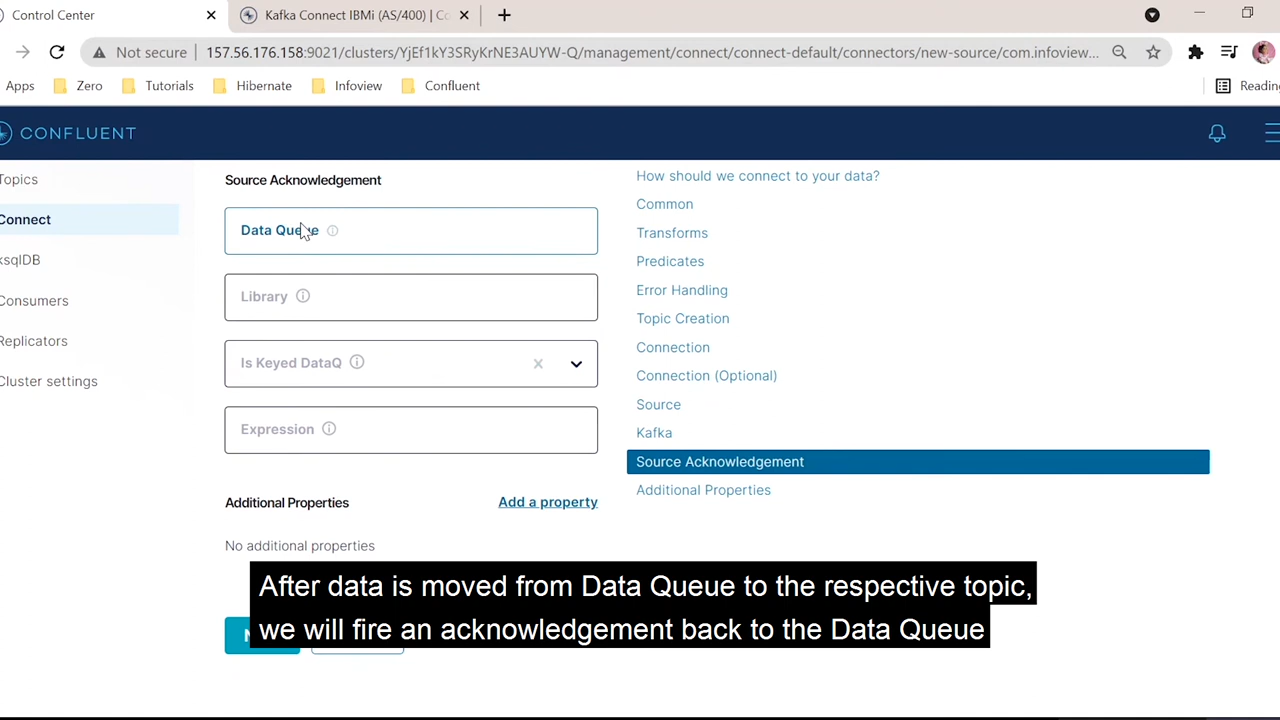 Control Center
Kafka Connect IBMi (AS/400) | Co
Not secure
157.56.176.158:9021/clusters/YjEf1kY3SRyKrNE3AUYW-Q/management/connect/connect-default/connectors/new-source/com.infoview...
Apps
Zero
Tutorials
Hibernate
Infoview
Confluent
Reading
CONFLUENT
Topics
Connect
ksqlDB
Consumers
Replicators
Cluster settings
Source Acknowledgement
Data Queue
Library
Is Keyed DataQ
Expression
Additional Properties
Add a property
No additional properties
How should we connect to your data?
Common
Transforms
Predicates
Error Handling
Topic Creation
Connection
Connection (Optional)
Source
Kafka
Source Acknowledgement
Additional Properties
After data is moved from Data Queue to the respective topic,
we will fire an acknowledgement back to the Data Queue